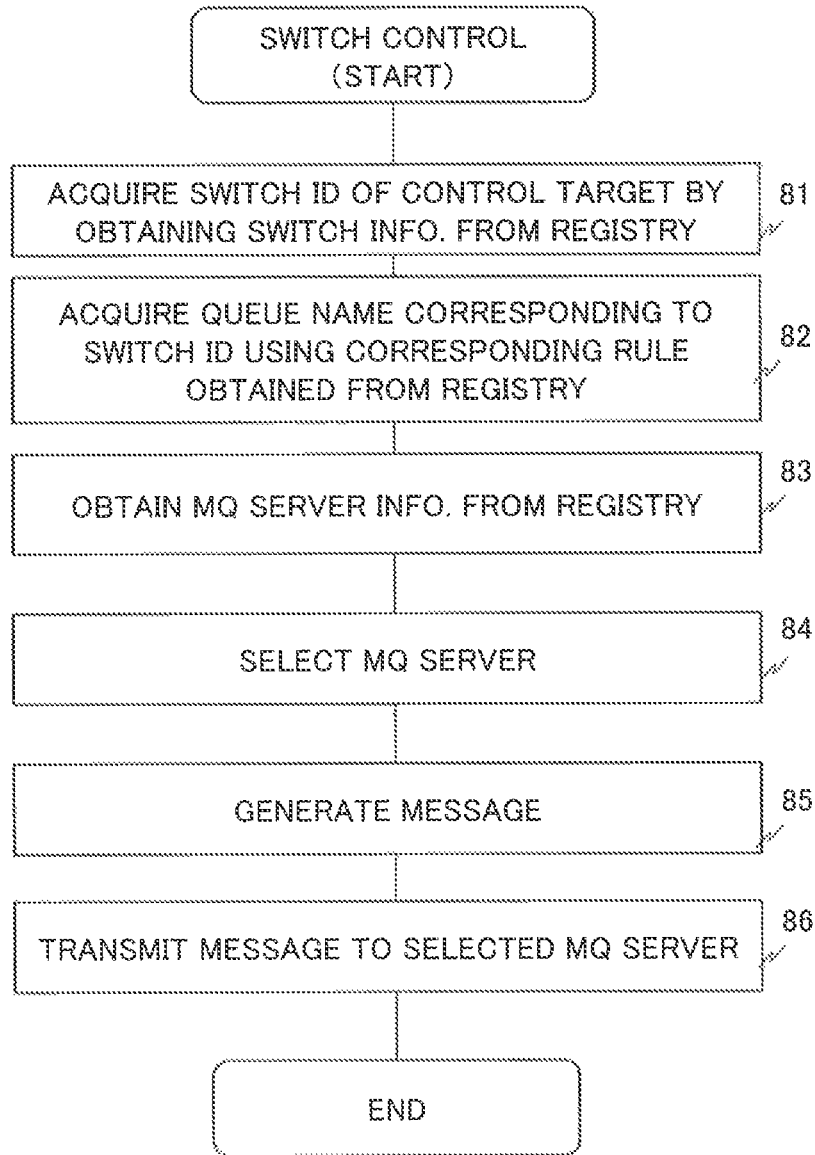 SWITCH CONTROL
(START)
ACQUIRE SWITCH ID OF CONTROL TARGET BY
OBTAINING SWITCH INFO. FROM REGISTRY
81
ACQUIRE QUEUE NAME CORRESPONDING TO
SWITCH ID USING CORRESPONDING RULE
OBTAINED FROM REGISTRY
82
OBTAIN MQ SERVER INFO. FROM REGISTRY
83
SELECT MQ SERVER
84
GENERATE MESSAGE
85
TRANSMIT MESSAGE TO SELECTED MQ SERVER
86
END